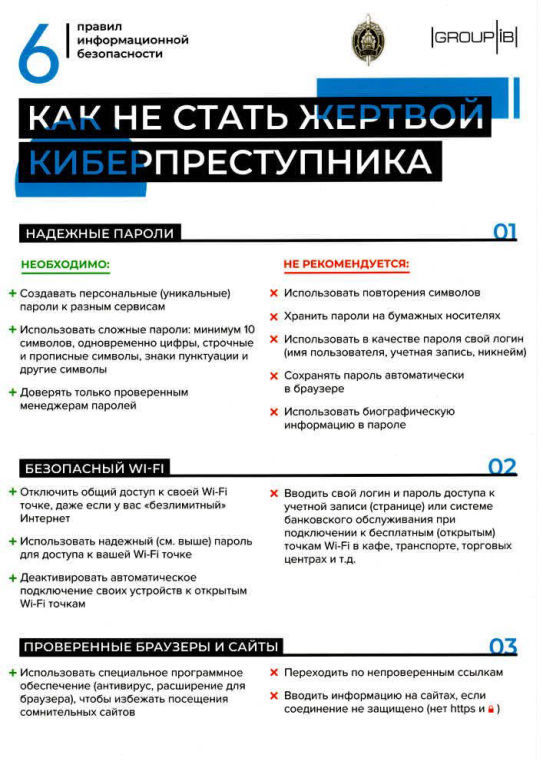 6
правил
информационной
безопасности
|GROUP|iB|
КАК НЕ СТАТЬ ЖЕРТВОЙ
КИБЕРПРЕСТУПНИКА
НАДЕЖНЫЕ ПАРОЛИ
01
НЕОБХОДИМО:
+ Создавать персональные (уникальные)
пароли к разным сервисам
+ Использовать сложные пароли: минимум 10
символов, одновременно цифры, строчные
и прописные символы, знаки пунктуации и
другие символы
+ Доверять только проверенным
менеджерам паролей
НЕ РЕКОМЕНДУЕТСЯ:
× Использовать повторения символов
× Хранить пароли на бумажных носителях
× Использовать в качестве пароля свой логин
(имя пользователя, учетная запись, никнейм)
× Сохранять пароль автоматически
в браузере
× Использовать биографическую
информацию в пароле
БЕЗОПАСНЫЙ WI-FI
02
+ Отключить общий доступ к своей Wi-Fi
точке, даже если у вас «безлимитный»
Интернет
+ Использовать надежный (см. выше) пароль
для доступа к вашей Wi-Fi точке
+ Деактивировать автоматическое
подключение своих устройств к открытым
Wi-Fi точкам
× Вводить свой логин и пароль доступа к
учетной записи (странице) или системе
банковского обслуживания при
подключении к бесплатным (открытым)
точкам Wi-Fi в кафе, транспорте, торговых
центрах и т.д.
ПРОВЕРЕННЫЕ БРАУЗЕРЫ И САЙТЫ
03
+ Использовать специальное программное
обеспечение (антивирус, расширение для
браузера), чтобы избежать посещения
сомнительных сайтов
× Переходить по непроверенным ссылкам
× Вводить информацию на сайтах, если
соединение не защищено (нет https и 🔒)